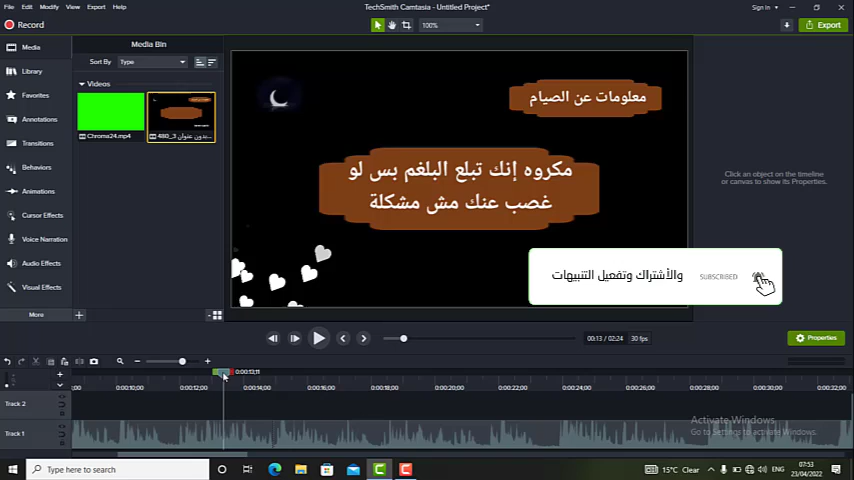 File Edit Modify View Export Help
TechSmith Camtasia - Untitled Project*
Sign in
Record
100%
Export
Media
Library
Favorites
Annotations
Transitions
Behaviors
Animations
Cursor Effects
Voice Narration
Audio Effects
Visual Effects
More
Media Bin
Sort By Type
Videos
Chroma24.mp4
بدون عنوان 3_480...
معلومات عن الصيام
مكروه إنك تبلع البلغم بس لو
غصب عنك مش مشكلة
والأشتراك وتفعيل التنبيهات
SUBSCRIBED
Click an object on the timeline
or canvas to show its Properties.
00:13 / 02:24 30 fps
Properties
0:00:13;11
0:00:10;00 0:00:12;00 0:00:14;00 0:00:16;00 0:00:18;00 0:00:20;00 0:00:22;00 0:00:24;00 0:00:26;00 0:00:28;00 0:00:30;00 0:00:32;00
Track 2
Track 1
Activate Windows
Go to Settings to activate Windows.
Type here to search
15°C Clear
ENG
07:53
23/04/2022